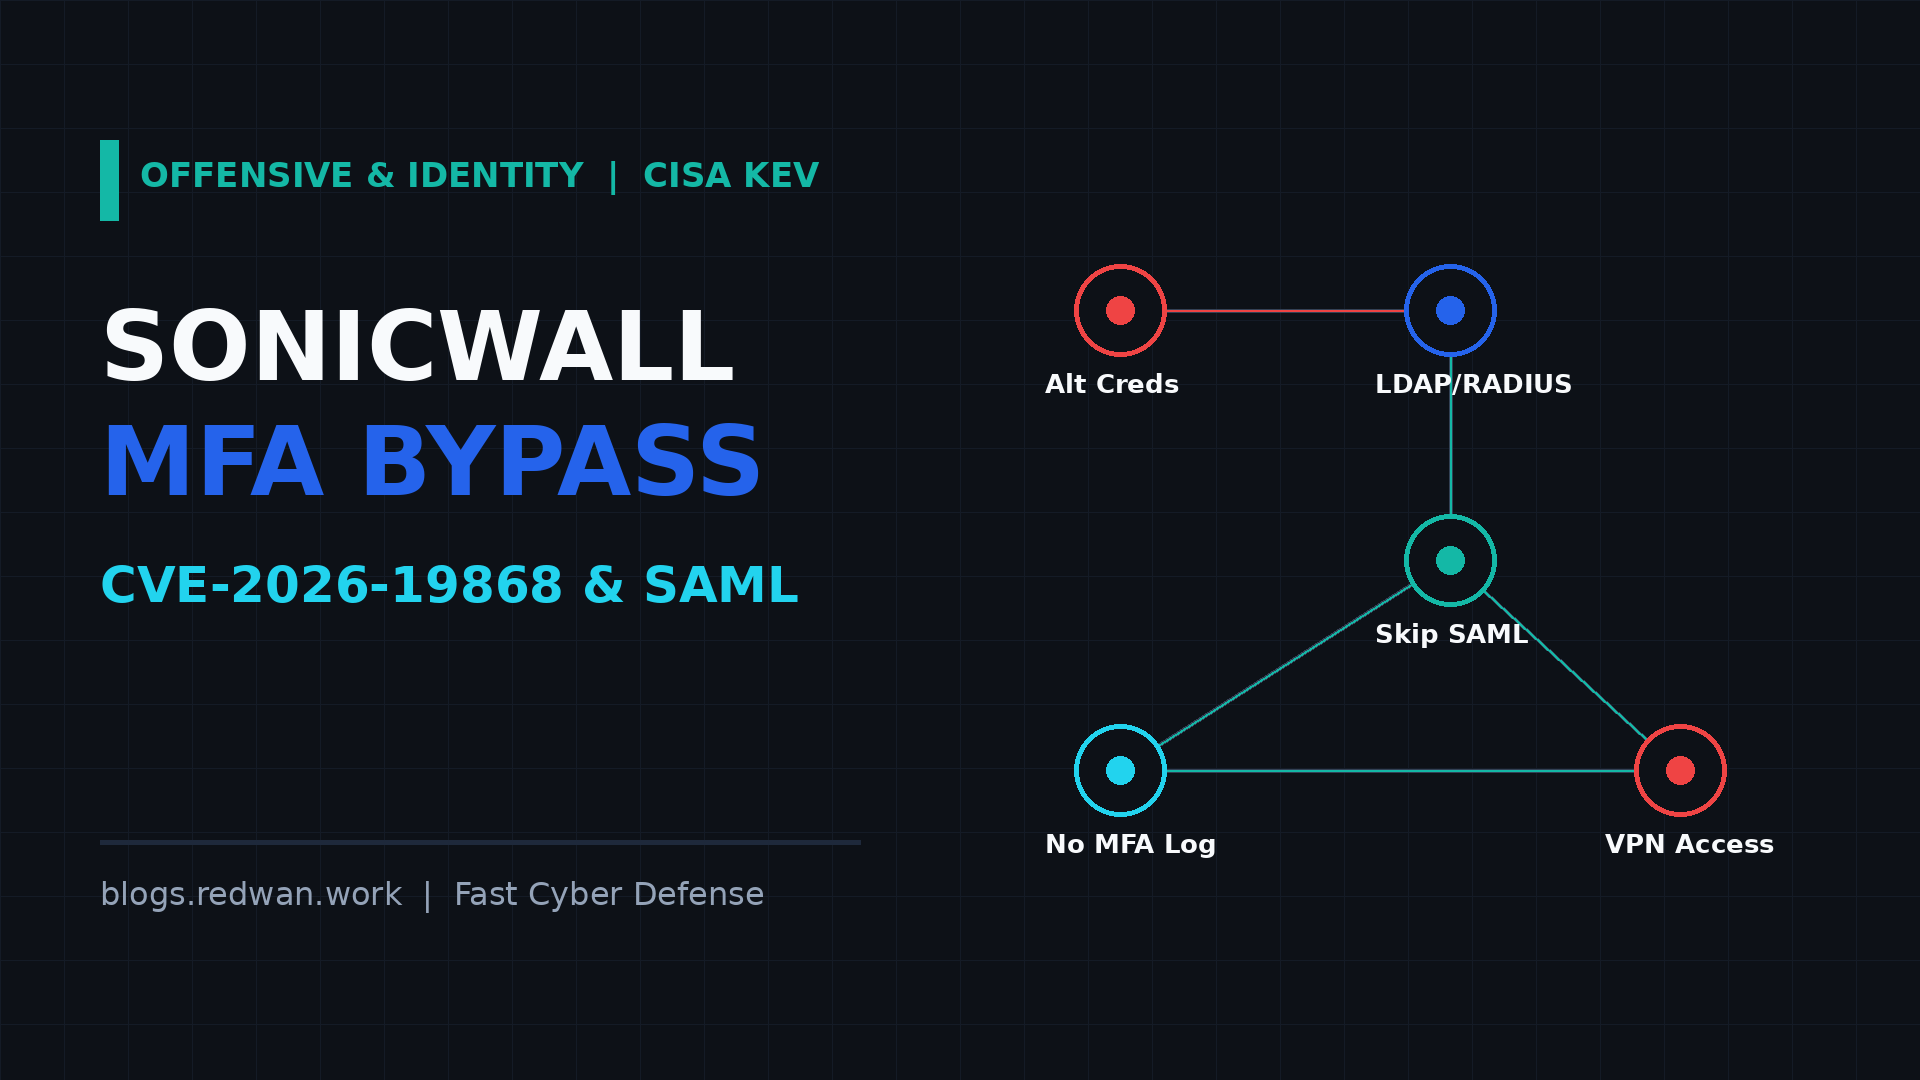 OFFENSIVE & IDENTITY | CISA KEV
SONICWALL
MFA BYPASS
CVE-2026-19868 & SAML
blogs.redwan.work | Fast Cyber Defense
Alt Creds
LDAP/RADIUS
Skip SAML
No MFA Log
VPN Access